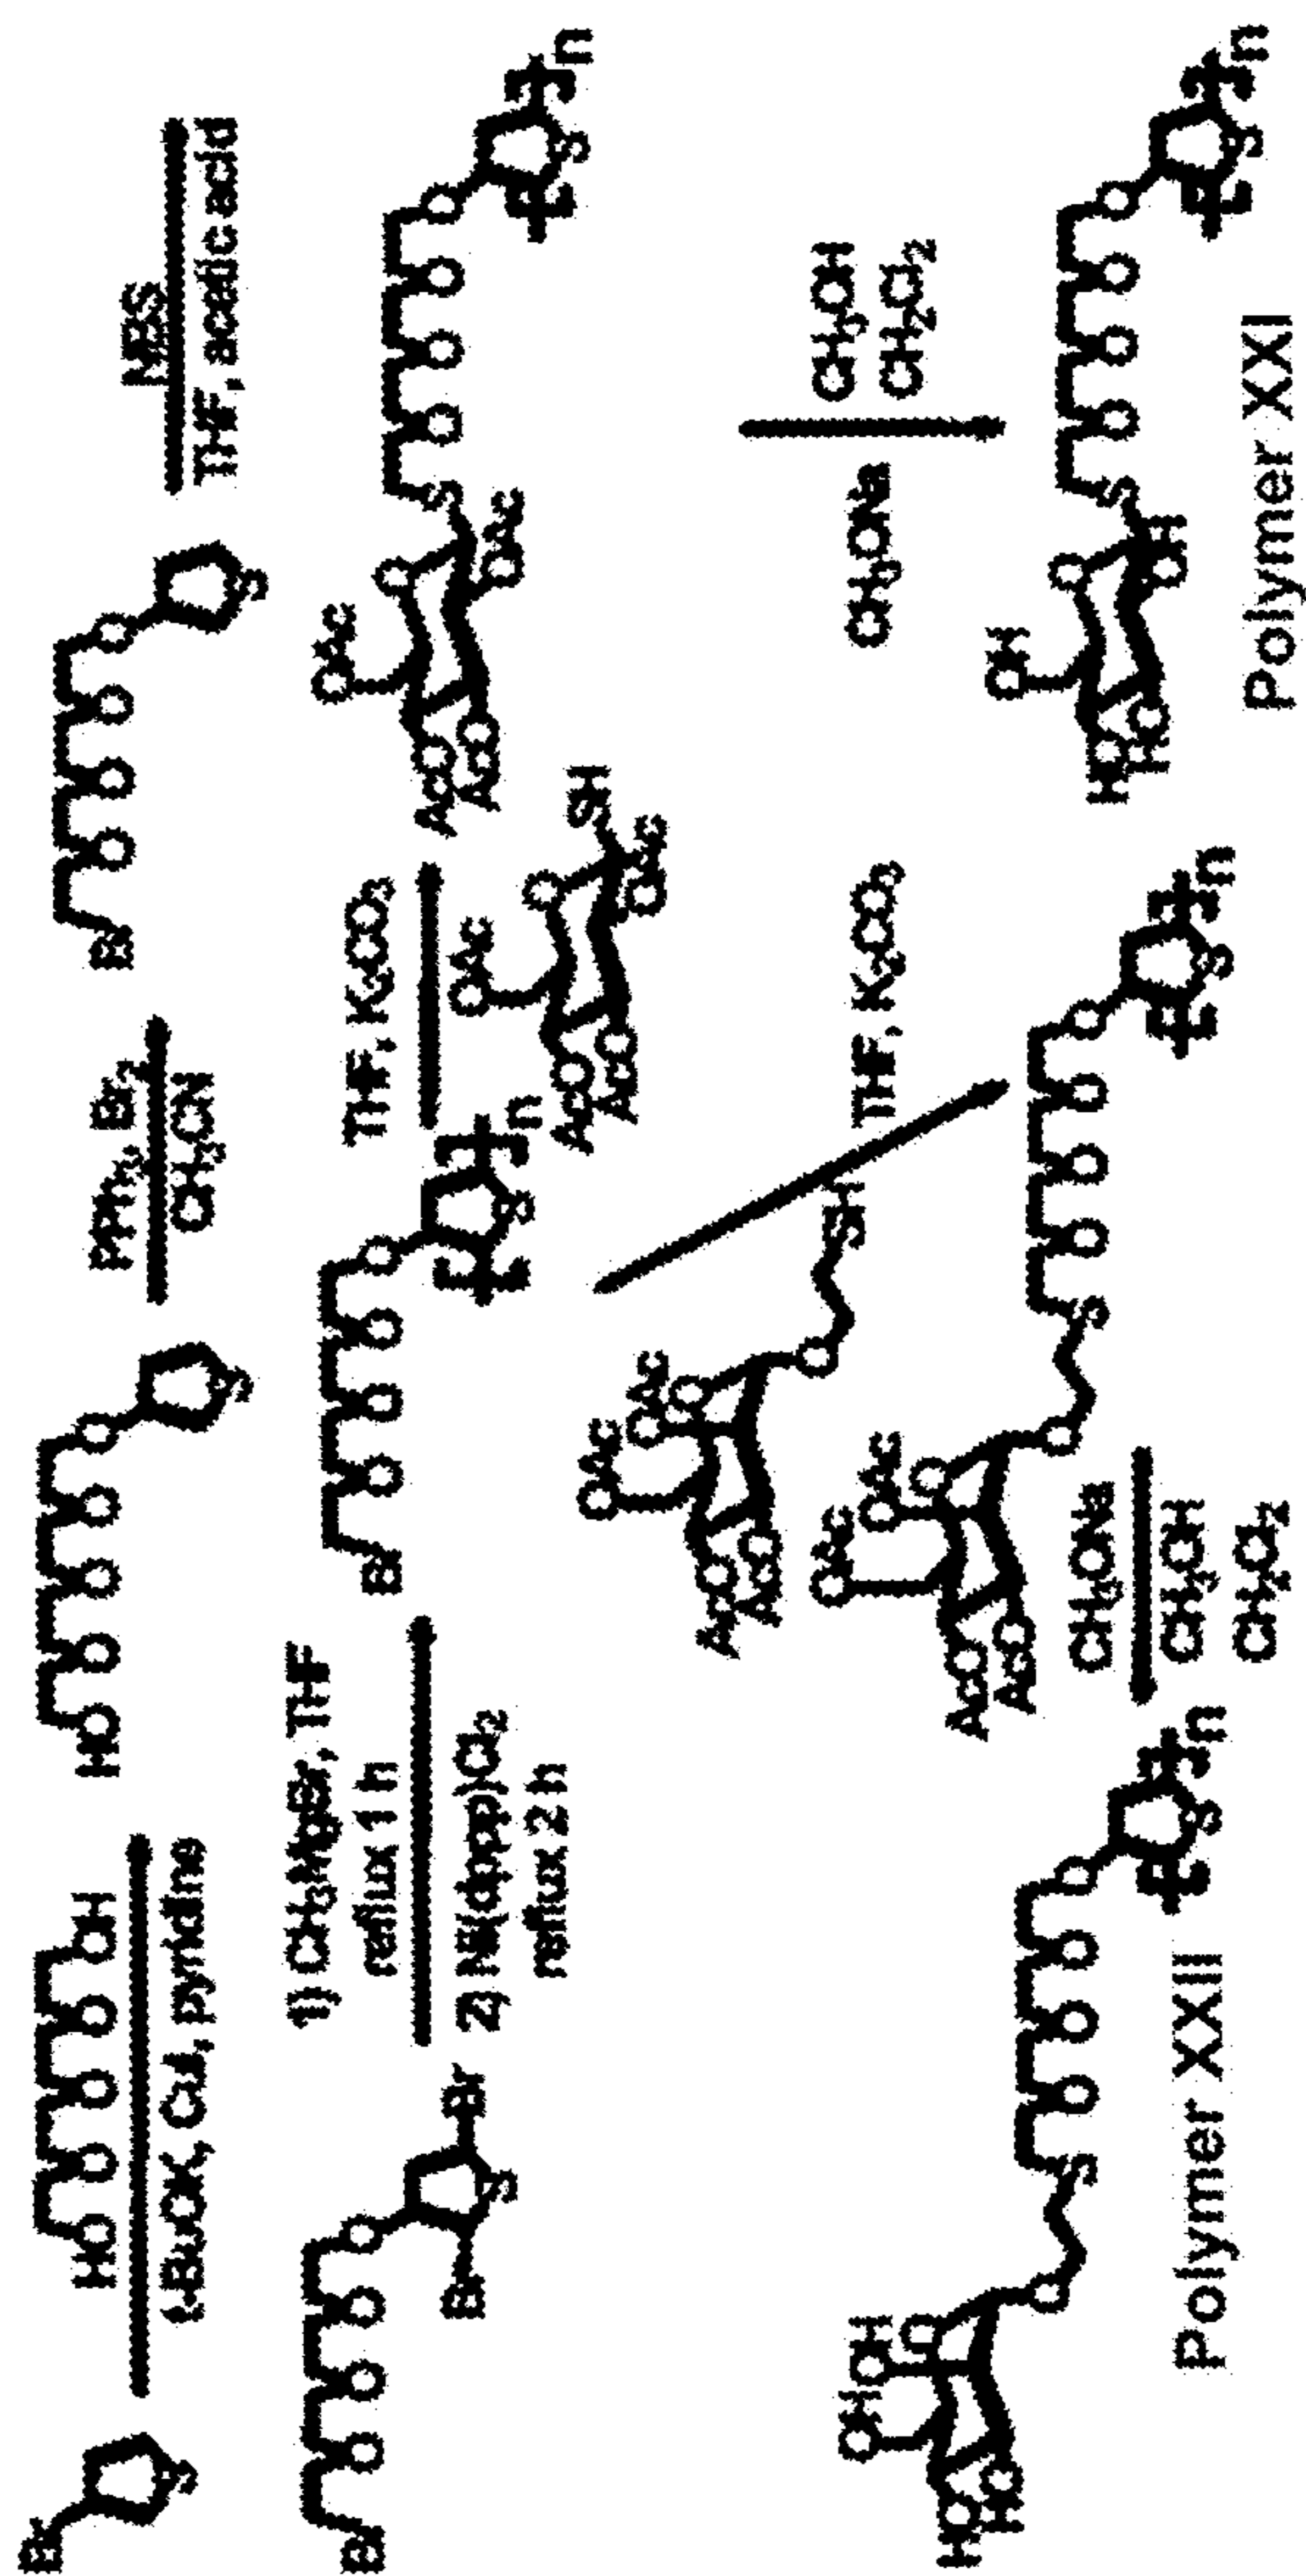 Br
S
HO O O O OH
t-BuOK, CuI, pyridine
HO O O O O
S
PPh3, Br2
CH3CN
Br O O O O
S
NBS
THF, acetic acid
Br O O O O
Br S Br
1) CH3MgBr, THF
reflux 1 h
2) Ni(dppp)Cl2
reflux 2 h
Br O O O O
S n
THF, K2CO3
OAc
O SH
AcO
AcO OAc
OAc
O S O O O O
AcO
AcO OAc
S n
OAc
OAc
O
AcO
AcO
O SH
THF, K2CO3
CH3ONa
CH3OH
CH2Cl2
OAc
OAc
O
AcO
AcO
O S O O O O
S n
CH3ONa
CH3OH
CH2Cl2
OHOH
O
HO
HO
O S O O O O
S n
Polymer XXII
OH
O S O O O O
HO
HO OH
S n
Polymer XXI